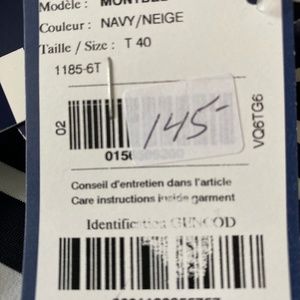 Modèle :
Couleur : NAVY/NEIGE
Taille / Size : T 40
1185-6T
02
145-
VQ6TG6
Conseil d'entretien dans l'article
Care instructions inside garment
Identification GUNCOD